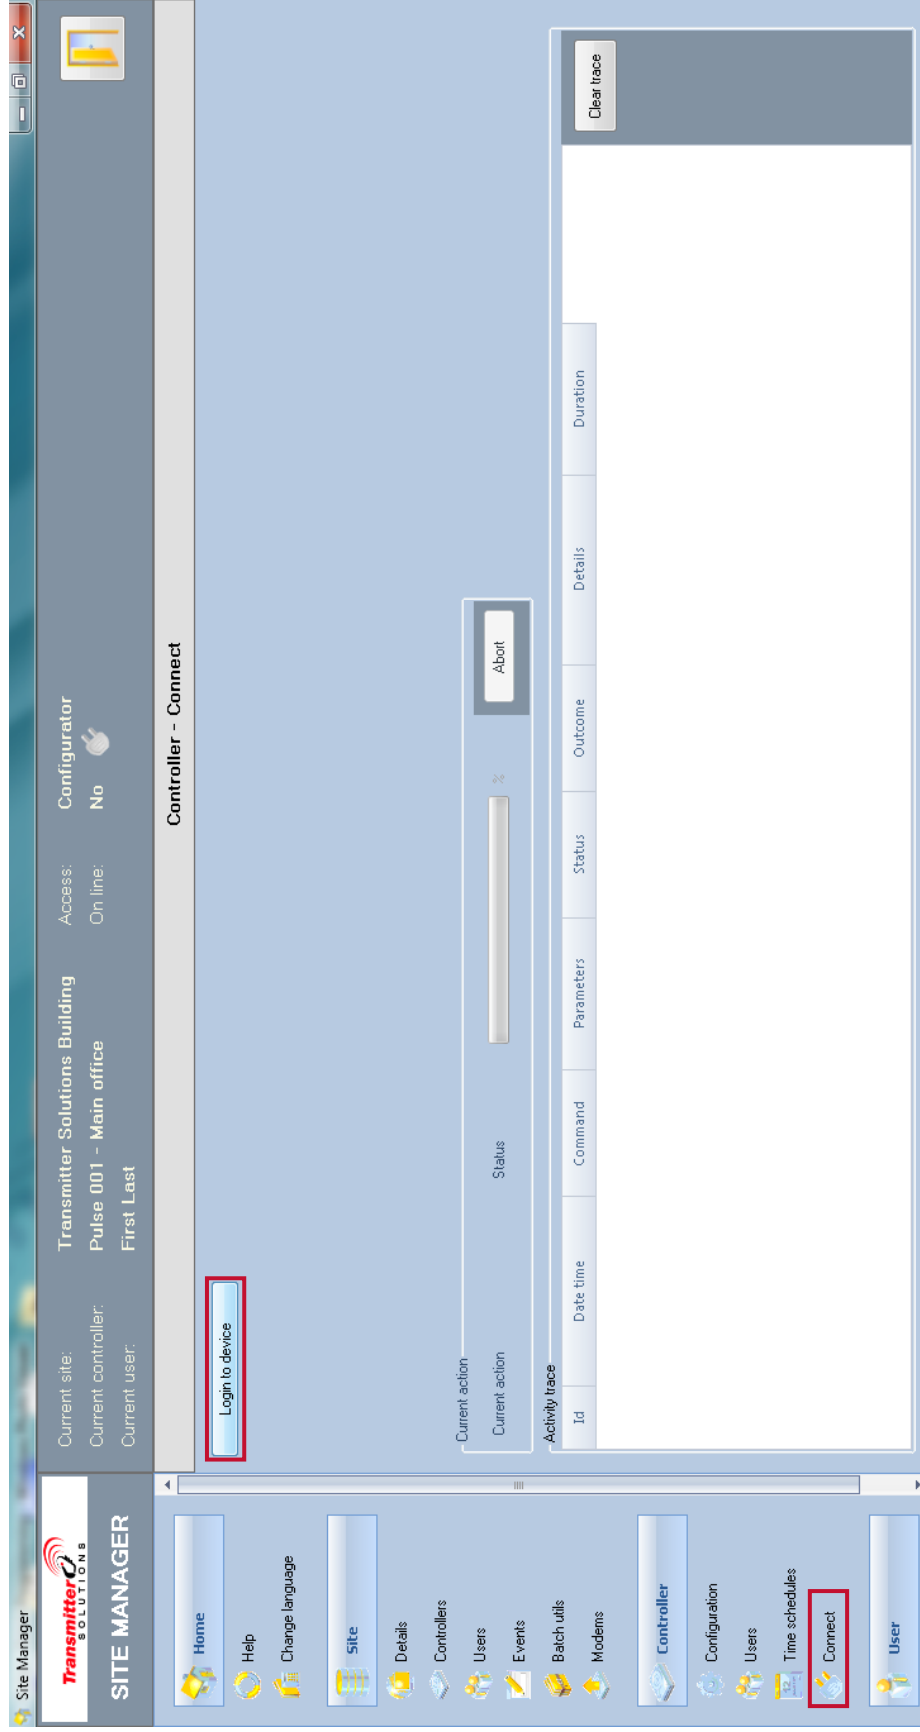 Site Manager
Transmitter
SOLUTIONS
SITE MANAGER
Current site: Transmitter Solutions Building Access: Configurator
Current controller: Pulse 001 - Main office On line: No
Current user: First Last
Controller - Connect
Home
Help
Change language
Site
Details
Controllers
Users
Events
Batch utils
Modems
Controller
Configuration
Users
Time schedules
Connect
User
Login to device
Current action
Current action Status % Abort
Activity trace
Id Date time Command Parameters Status Outcome Details Duration
Clear trace